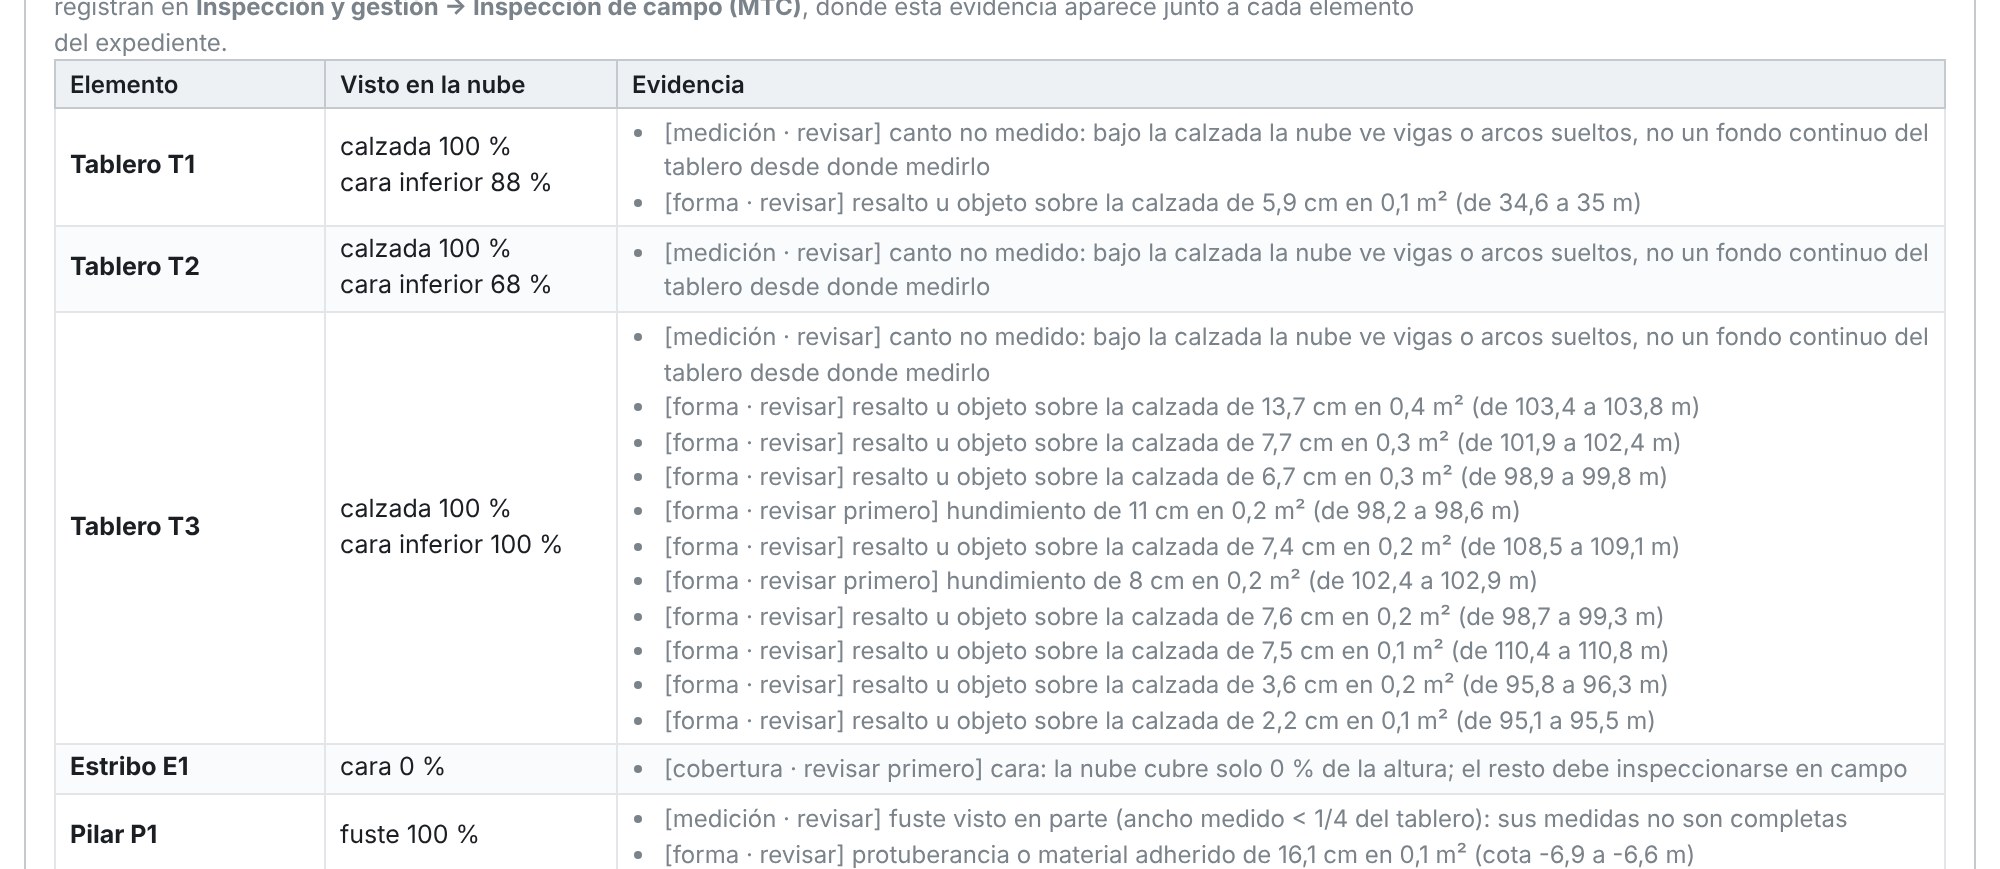 registran en Inspección y gestión → Inspección de campo (MTC), donde esta evidencia aparece junto a cada elemento
del expediente.
Elemento Visto en la nube Evidencia
Tablero T1
calzada 100 %
cara inferior 88 %
• [medición · revisar] canto no medido: bajo la calzada la nube ve vigas o arcos sueltos, no un fondo continuo del
tablero desde donde medirlo
• [forma · revisar] resalto u objeto sobre la calzada de 5,9 cm en 0,1 m² (de 34,6 a 35 m)
Tablero T2
calzada 100 %
cara inferior 68 %
• [medición · revisar] canto no medido: bajo la calzada la nube ve vigas o arcos sueltos, no un fondo continuo del
tablero desde donde medirlo
Tablero T3
calzada 100 %
cara inferior 100 %
• [medición · revisar] canto no medido: bajo la calzada la nube ve vigas o arcos sueltos, no un fondo continuo del
tablero desde donde medirlo
• [forma · revisar] resalto u objeto sobre la calzada de 13,7 cm en 0,4 m² (de 103,4 a 103,8 m)
• [forma · revisar] resalto u objeto sobre la calzada de 7,7 cm en 0,3 m² (de 101,9 a 102,4 m)
• [forma · revisar] resalto u objeto sobre la calzada de 6,7 cm en 0,3 m² (de 98,9 a 99,8 m)
• [forma · revisar primero] hundimiento de 11 cm en 0,2 m² (de 98,2 a 98,6 m)
• [forma · revisar] resalto u objeto sobre la calzada de 7,4 cm en 0,2 m² (de 108,5 a 109,1 m)
• [forma · revisar primero] hundimiento de 8 cm en 0,2 m² (de 102,4 a 102,9 m)
• [forma · revisar] resalto u objeto sobre la calzada de 7,6 cm en 0,2 m² (de 98,7 a 99,3 m)
• [forma · revisar] resalto u objeto sobre la calzada de 7,5 cm en 0,1 m² (de 110,4 a 110,8 m)
• [forma · revisar] resalto u objeto sobre la calzada de 3,6 cm en 0,2 m² (de 95,8 a 96,3 m)
• [forma · revisar] resalto u objeto sobre la calzada de 2,2 cm en 0,1 m² (de 95,1 a 95,5 m)
Estribo E1
cara 0 %
• [cobertura · revisar primero] cara: la nube cubre solo 0 % de la altura; el resto debe inspeccionarse en campo
Pilar P1
fuste 100 %
• [medición · revisar] fuste visto en parte (ancho medido < 1/4 del tablero): sus medidas no son completas
• [forma · revisar] protuberancia o material adherido de 16,1 cm en 0,1 m² (cota -6,9 a -6,6 m)